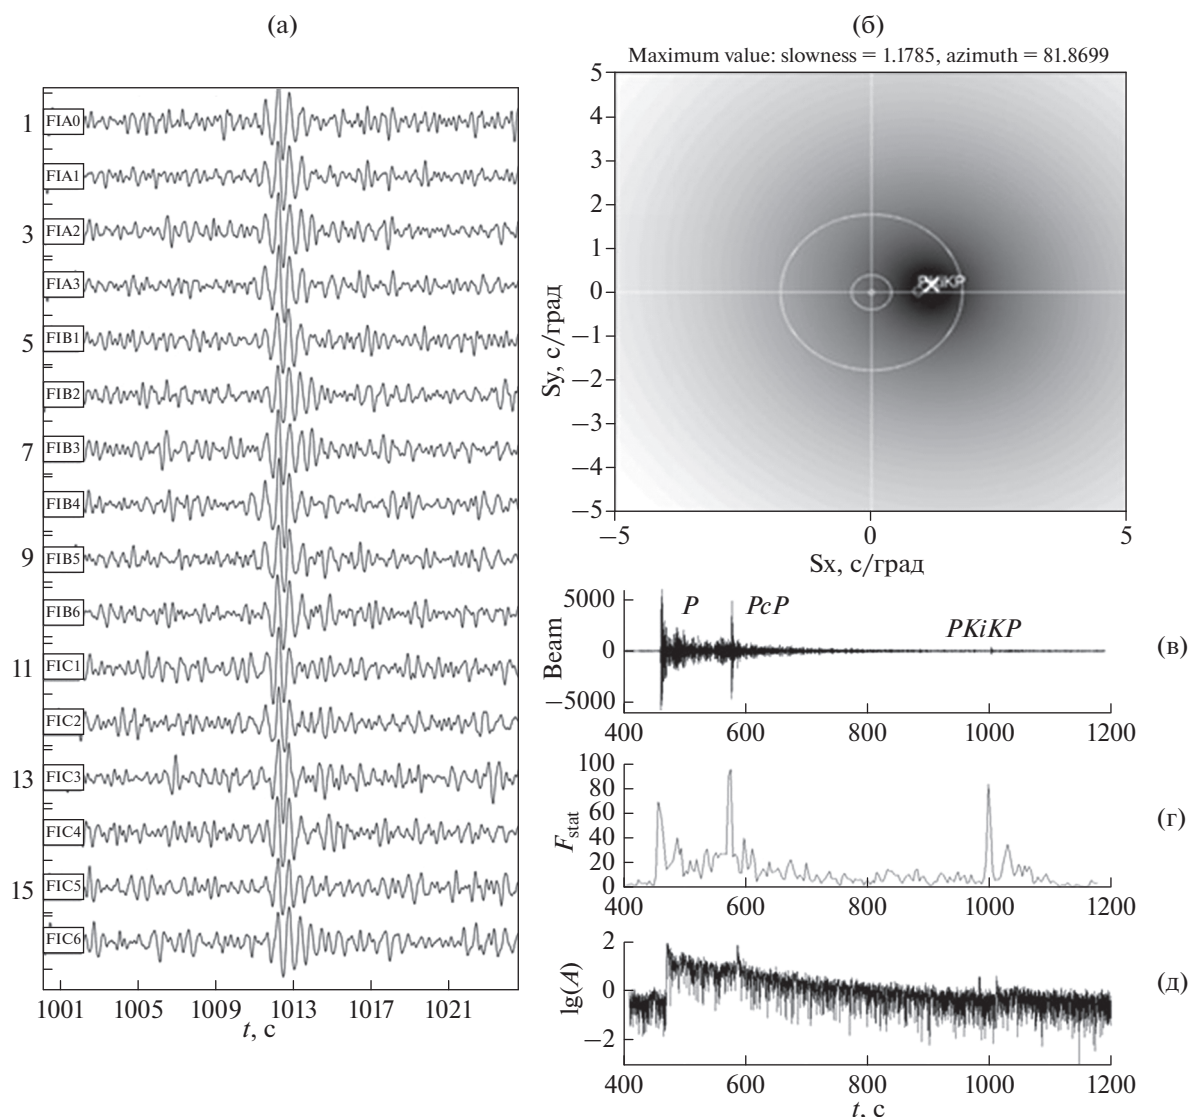 (а)
1 FIA0
FIA1
3 FIA2
FIA3
5 FIB1
FIB2
7 FIB3
FIB4
9 FIB5
FIB6
11 FIC1
FIC2
13 FIC3
FIC4
15 FIC5
FIC6
1001 1005 1009 1013 1017 1021
t, с
(б)
Maximum value: slowness = 1.1785, azimuth = 81.8699
5
4
3
2
1
0
−1
−2
−3
−4
−5
Sy, с/град
PKiKP
−5 0 5
Sx, с/град
5000
0
−5000
Beam
P PcP PKiKP
(в)
400 600 800 1000 1200
100
80
60
40
20
0
Fstat
(г)
400 600 800 1000 1200
2
0
−2
lg(A)
(д)
400 600 800 1000 1200
t, с